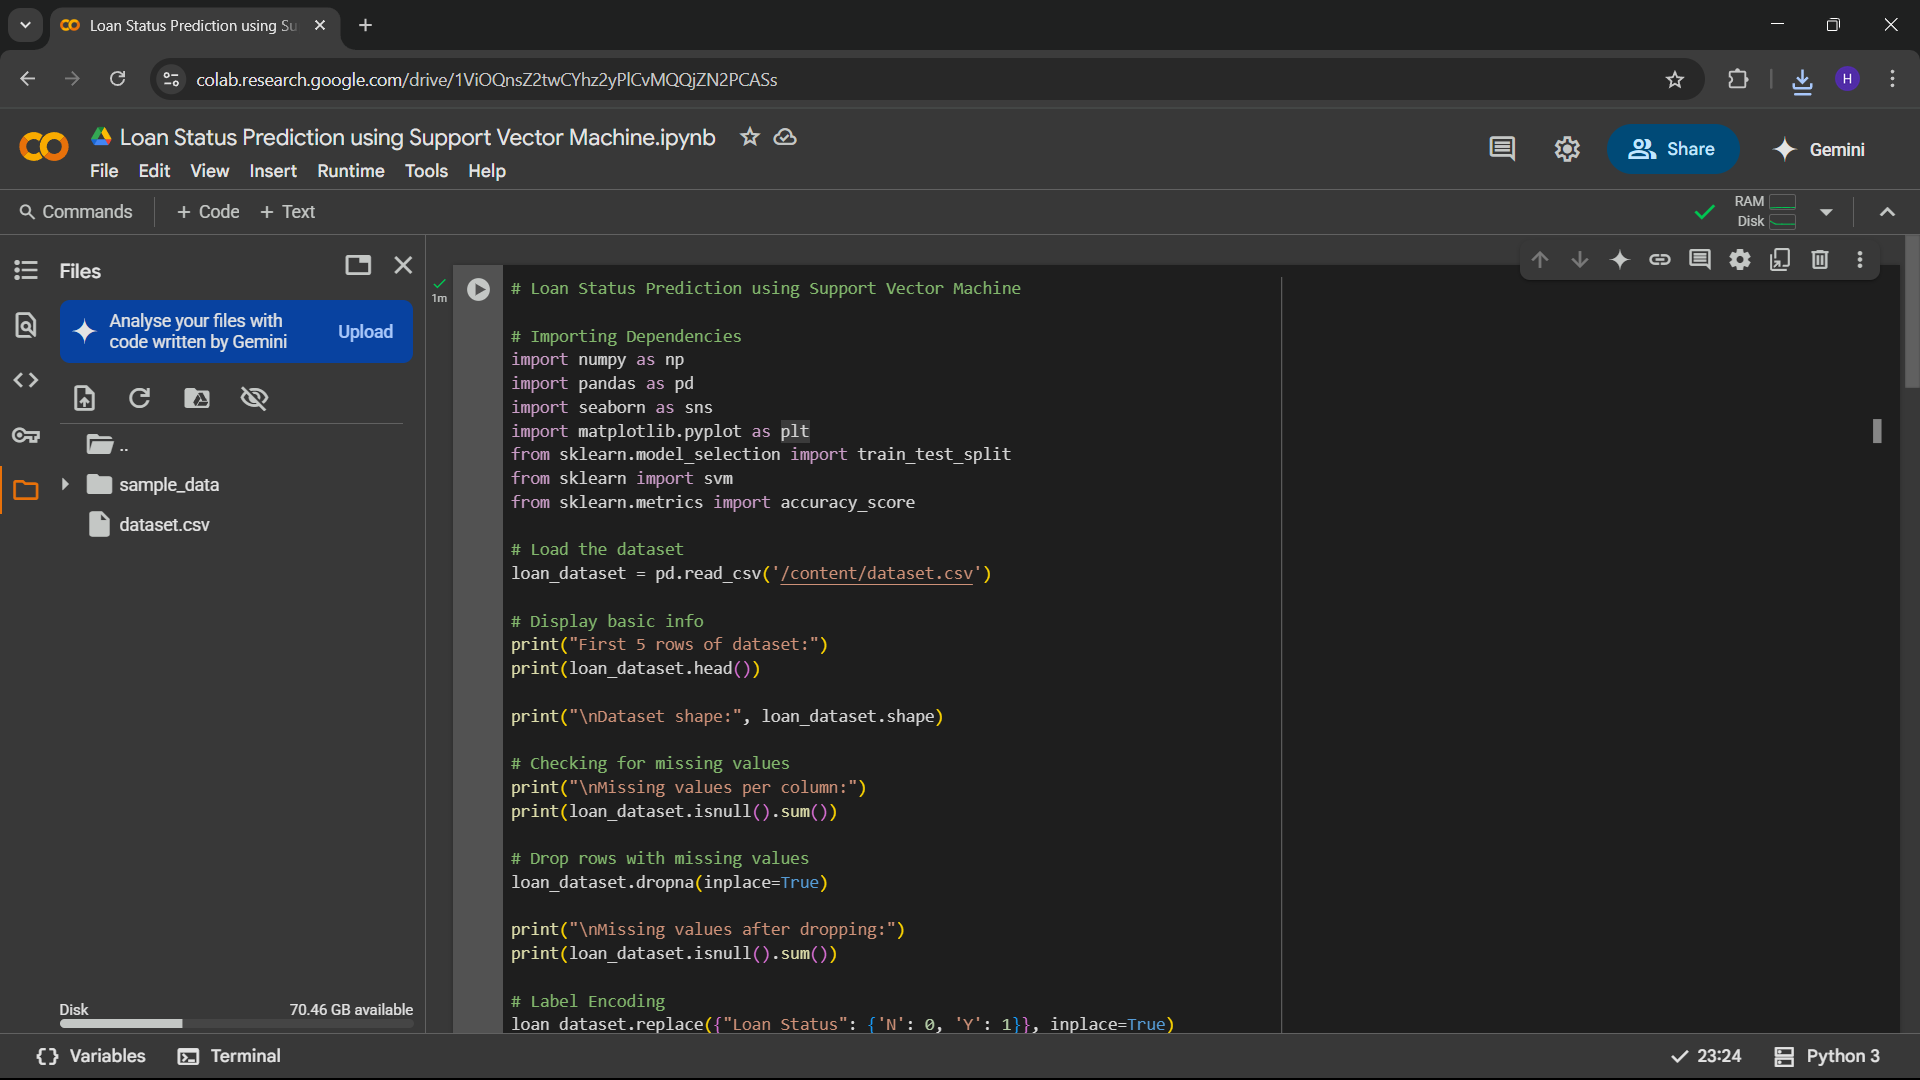 Loan Status Prediction using Su
colab.research.google.com/drive/1ViOQnsZ2twCYhz2yPlCvMQQjZN2PCASs
H
Loan Status Prediction using Support Vector Machine.ipynb
File Edit View Insert Runtime Tools Help
Share
Gemini
Commands
+ Code + Text
RAM
Disk
Files
Analyse your files with
code written by Gemini
Upload
..
sample_data
dataset.csv
Disk
70.46 GB available
1m
# Loan Status Prediction using Support Vector Machine
# Importing Dependencies
import numpy as np
import pandas as pd
import seaborn as sns
import matplotlib.pyplot as plt
from sklearn.model_selection import train_test_split
from sklearn import svm
from sklearn.metrics import accuracy_score
# Load the dataset
loan_dataset = pd.read_csv('/content/dataset.csv')
# Display basic info
print("First 5 rows of dataset:")
print(loan_dataset.head())
print("\nDataset shape:", loan_dataset.shape)
# Checking for missing values
print("\nMissing values per column:")
print(loan_dataset.isnull().sum())
# Drop rows with missing values
loan_dataset.dropna(inplace=True)
print("\nMissing values after dropping:")
print(loan_dataset.isnull().sum())
# Label Encoding
loan_dataset.replace({"Loan_Status": {'N': 0, 'Y': 1}}, inplace=True)
Variables
Terminal
23:24
Python 3